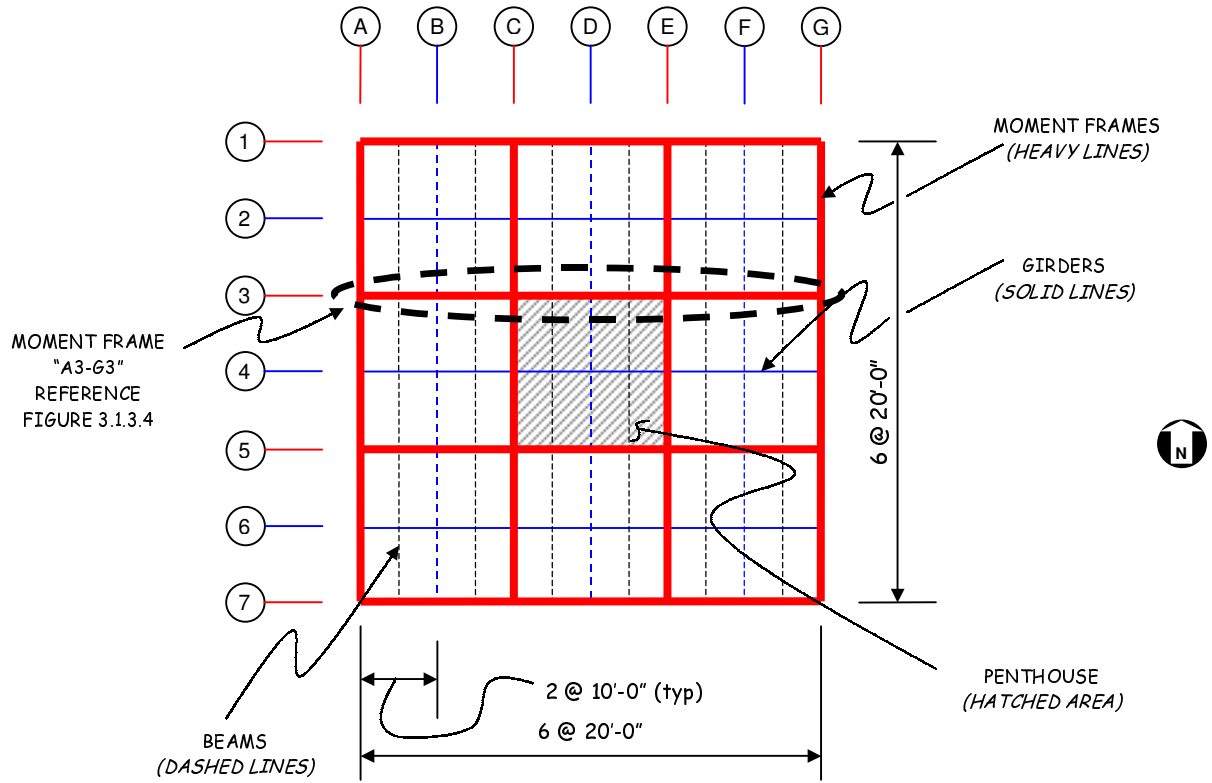 A B C D E F G
1
MOMENT FRAMES
(HEAVY LINES)
2
GIRDERS
(SOLID LINES)
3
MOMENT FRAME
“A3-G3”
REFERENCE
FIGURE 3.1.3.4
4
6 @ 20'-0”
5
N
6
7
PENTHOUSE
(HATCHED AREA)
2 @ 10'-0” (typ)
6 @ 20'-0”
BEAMS
(DASHED LINES)